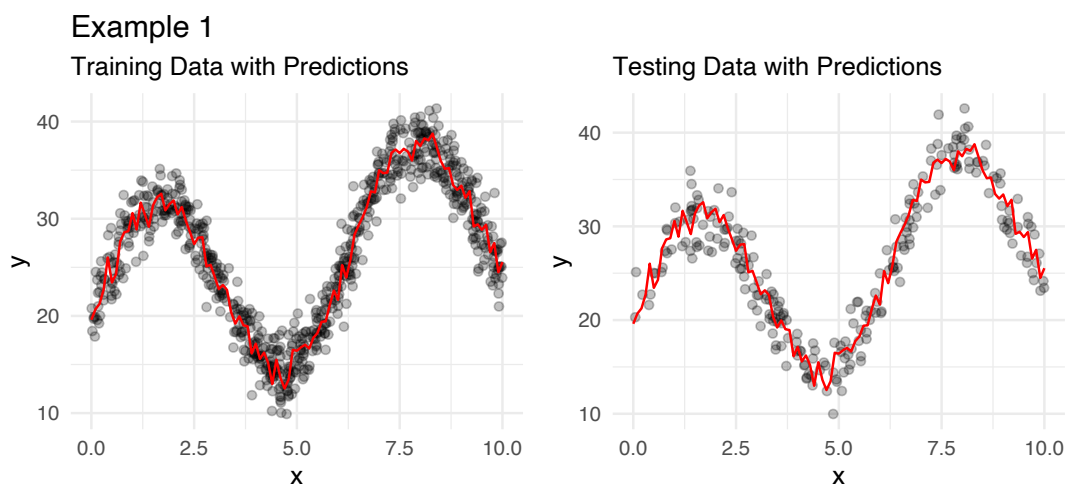 Example 1
Training Data with Predictions
y
40
30
20
10
0.0 2.5 5.0 7.5 10.0
x
Testing Data with Predictions
y
40
30
20
10
0.0 2.5 5.0 7.5 10.0
x